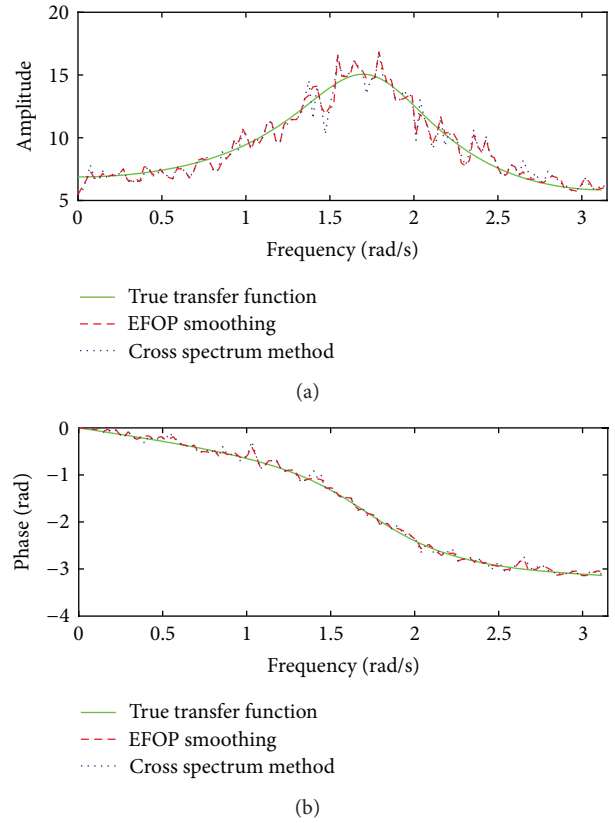 20
15
10
5
Amplitude
0 0.5 1 1.5 2 2.5 3
Frequency (rad/s)
True transfer function
EFOP smoothing
Cross spectrum method
(a)
0
−1
−2
−3
−4
Phase (rad)
0 0.5 1 1.5 2 2.5 3
Frequency (rad/s)
True transfer function
EFOP smoothing
Cross spectrum method
(b)